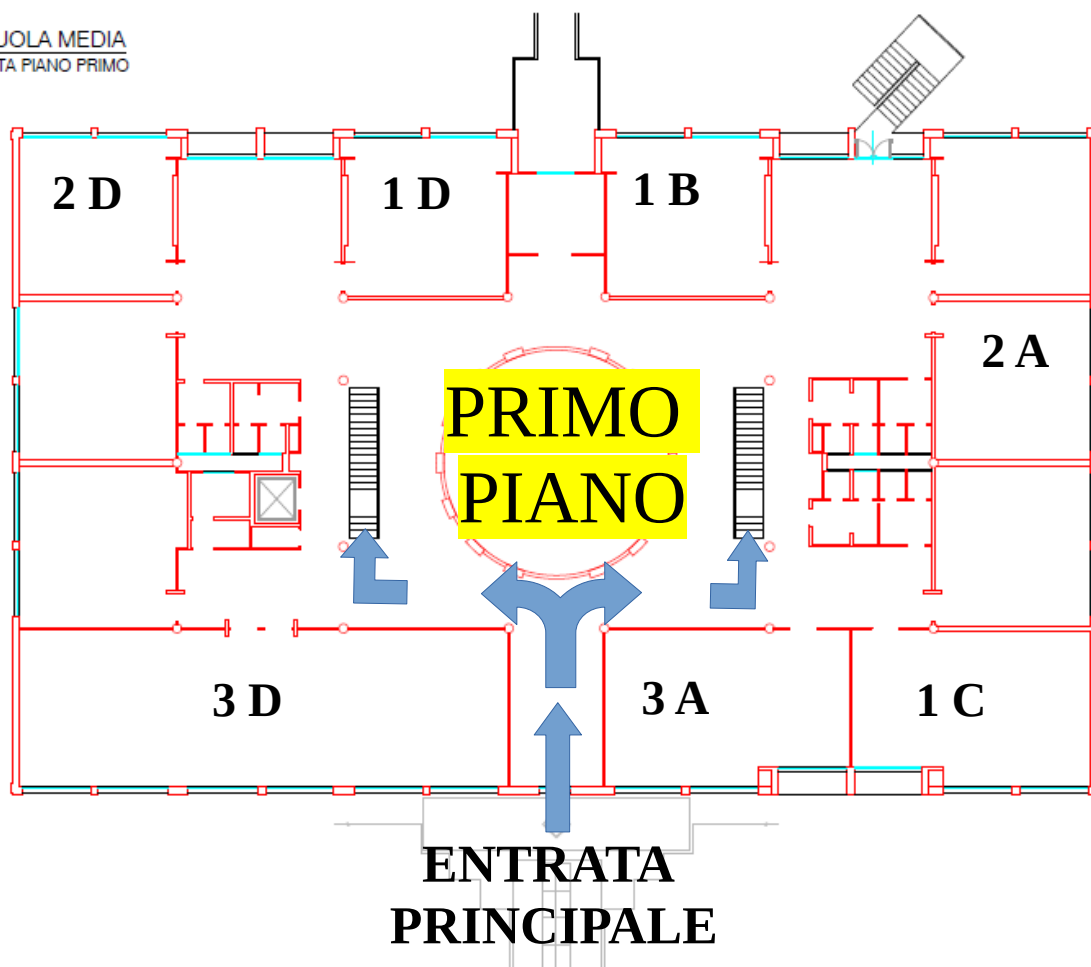 UOLA MEDIA
TA PIANO PRIMO
2 D
1 D
1 B
2 A
PRIMO
PIANO
3 D
3 A
1 C
ENTRATA
PRINCIPALE